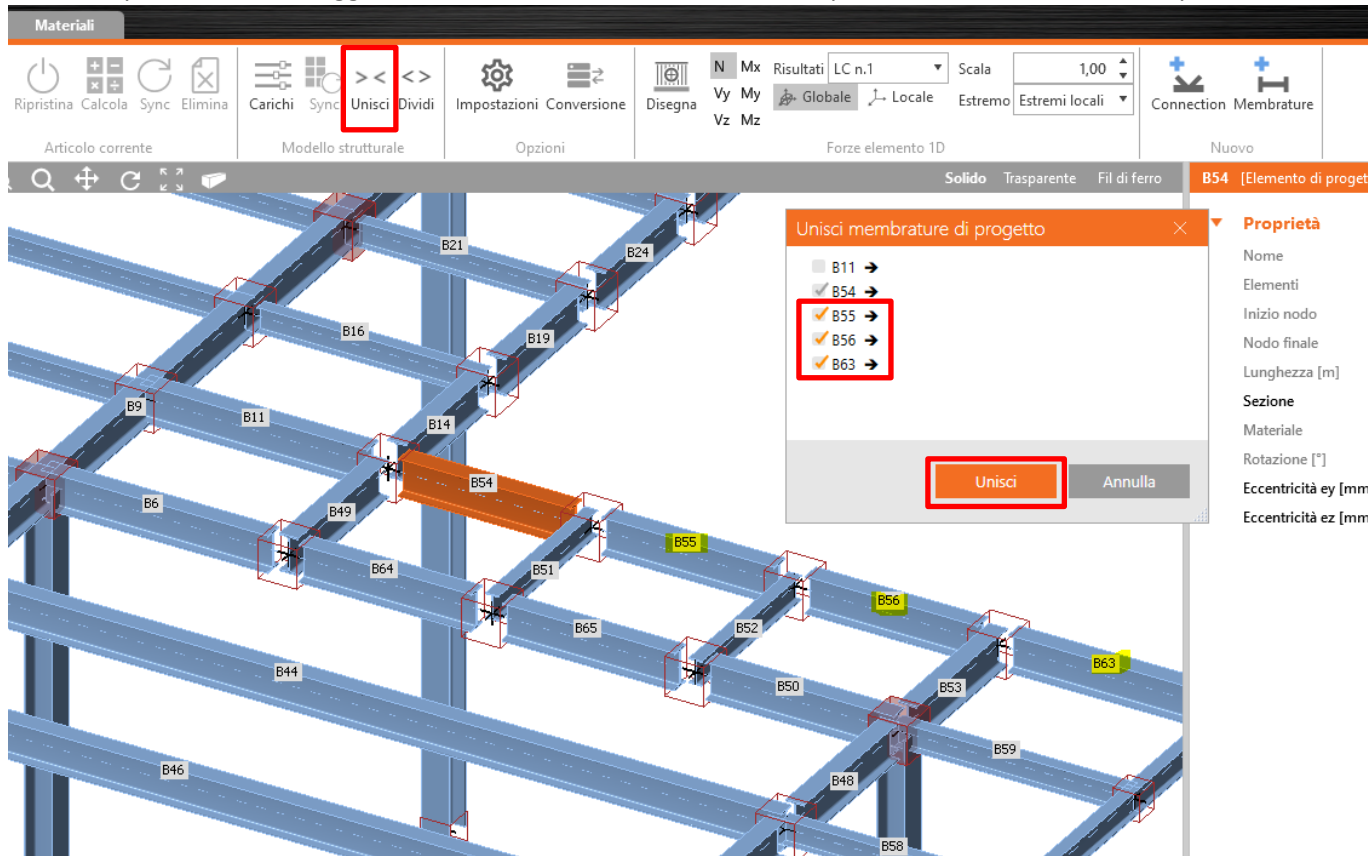 Materiali
Ripristina Calcola Sync Elimina
Carichi Sync Unisci Dividi
Impostazioni Conversione
Disegna
N Mx
Vy My
Vz Mz
Risultati LC n.1
Globale Locale
Scala 1,00
Estremo Estremi locali
Connection Membrature
Articolo corrente
Modello strutturale
Opzioni
Forze elemento 1D
Nuovo
Solido Trasparente Fil di ferro
B54
Unisci membrature di progetto
B11
B54
B55
B56
B63
Unisci Annulla
Proprietà
Nome
Elementi
Inizio nodo
Nodo finale
Lunghezza [m]
Sezione
Materiale
Rotazione [°]
Eccentricità ey [mm
Eccentricità ez [mm
B21
B24
B16
B19
B9
B11
B14
B54
B6
B49
B55
B64
B51
B56
B65
B52
B63
B44
B50
B53
B59
B46
B48
B58